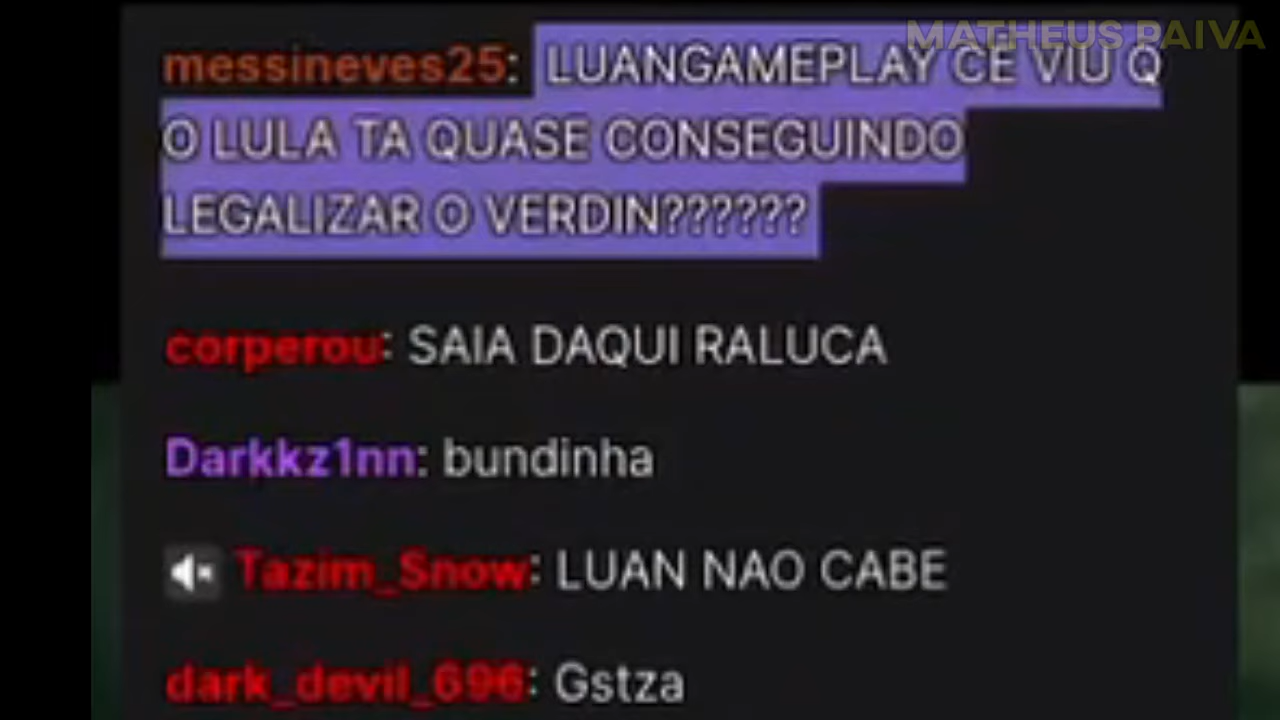 MATHEUS PAIVA
messineves25: LUANGAMEPLAY CE VIU Q
O LULA TA QUASE CONSEGUINDO
LEGALIZAR O VERDIN??????
corperou: SAIA DAQUI RALUCA
Darkkz1nn: bundinha
Tazim_Snow: LUAN NAO CABE
dark_devil_696: Gstza